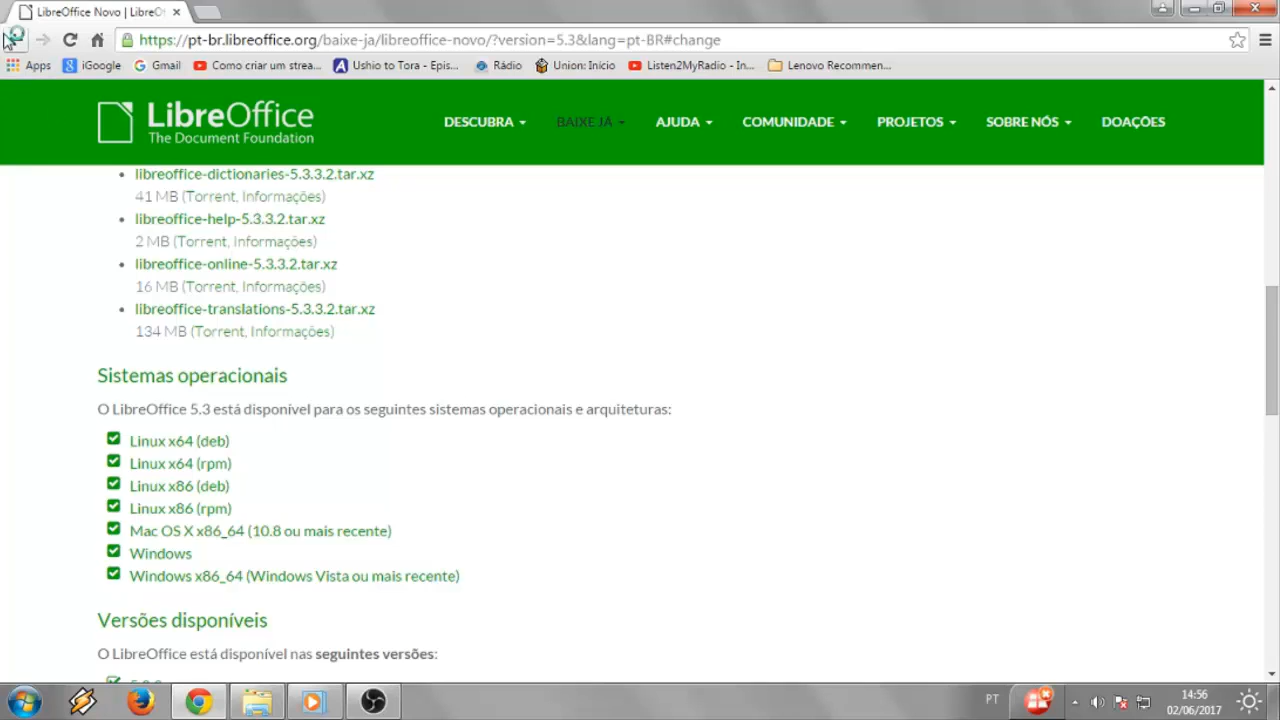 LibreOffice Novo | LibreO
https://pt-br.libreoffice.org/baixe-ja/libreoffice-novo/?version=5.3&lang=pt-BR#change
Apps iGoogle Gmail Como criar um strea... Ushio to Tora - Epis... Rádio Union: Inicio Listen2MyRadio - In... Lenovo Recommen...
LibreOffice
The Document Foundation
DESCUBRA BAIXE JÁ AJUDA COMUNIDADE PROJETOS SOBRE NÓS DOAÇÕES
libreoffice-dictionaries-5.3.3.2.tar.xz
41 MB (Torrent, Informações)
libreoffice-help-5.3.3.2.tar.xz
2 MB (Torrent, Informações)
libreoffice-online-5.3.3.2.tar.xz
16 MB (Torrent, Informações)
libreoffice-translations-5.3.3.2.tar.xz
134 MB (Torrent, Informações)
Sistemas operacionais
O LibreOffice 5.3 está disponível para os seguintes sistemas operacionais e arquiteturas:
Linux x64 (deb)
Linux x64 (rpm)
Linux x86 (deb)
Linux x86 (rpm)
Mac OS X x86_64 (10.8 ou mais recente)
Windows
Windows x86_64 (Windows Vista ou mais recente)
Versões disponíveis
O LibreOffice está disponível nas seguintes versões:
PT
14:56
02/06/2017